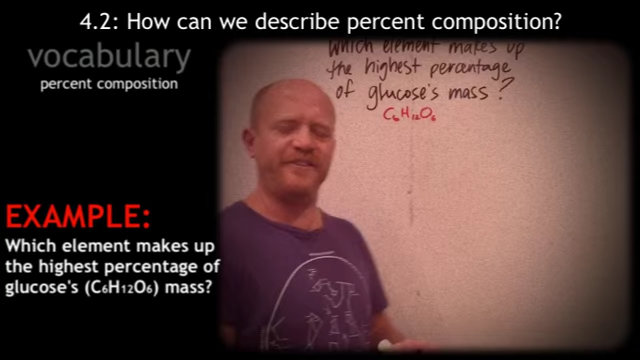 4.2: How can we describe percent composition?
vocabulary
percent composition
Which element makes up
the highest percentage
of glucose's mass?
C₆H₁₂O₆
EXAMPLE:
Which element makes up
the highest percentage of
glucose's (C₆H₁₂O₆) mass?